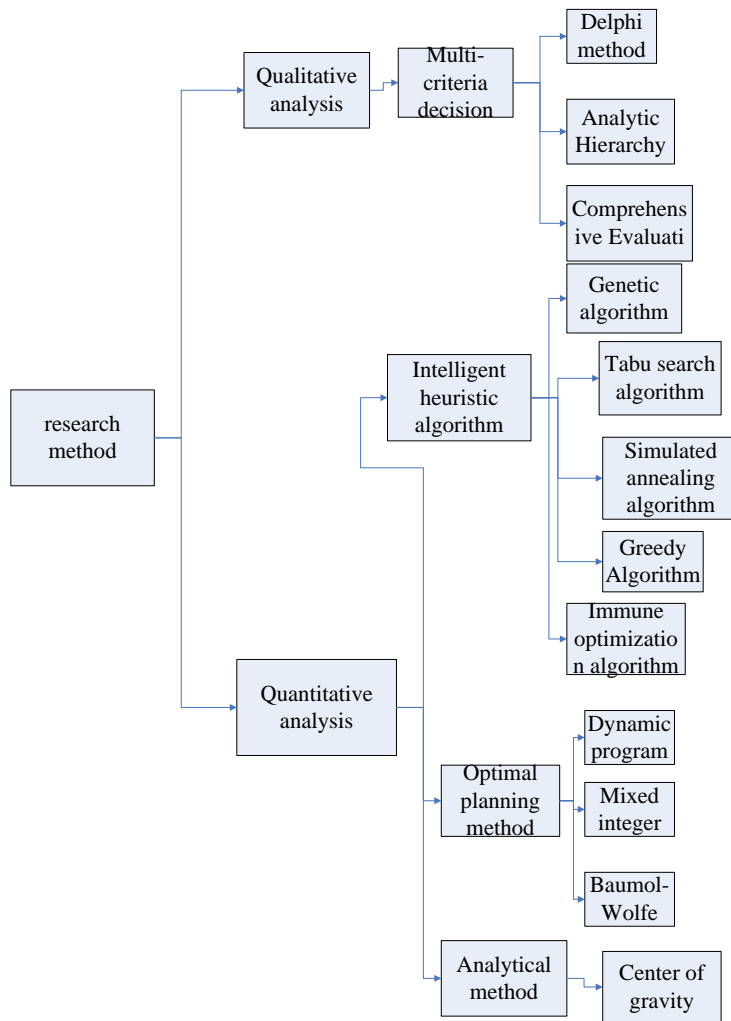 research
method
Qualitative
analysis
Multi-
criteria
decision
Delphi
method
Analytic
Hierarchy
Comprehens
ive Evaluati
Quantitative
analysis
Intelligent
heuristic
algorithm
Genetic
algorithm
Tabu search
algorithm
Simulated
annealing
algorithm
Greedy
Algorithm
Immune
optimizatio
n algorithm
Optimal
planning
method
Dynamic
program
Mixed
integer
Baumol-
Wolfe
Analytical
method
Center of
gravity